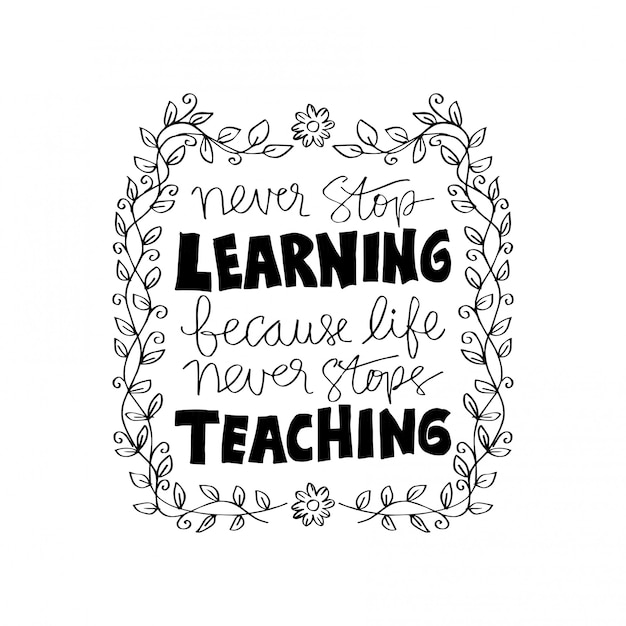 never stop
LEARNING
because life
never stops
TEACHING